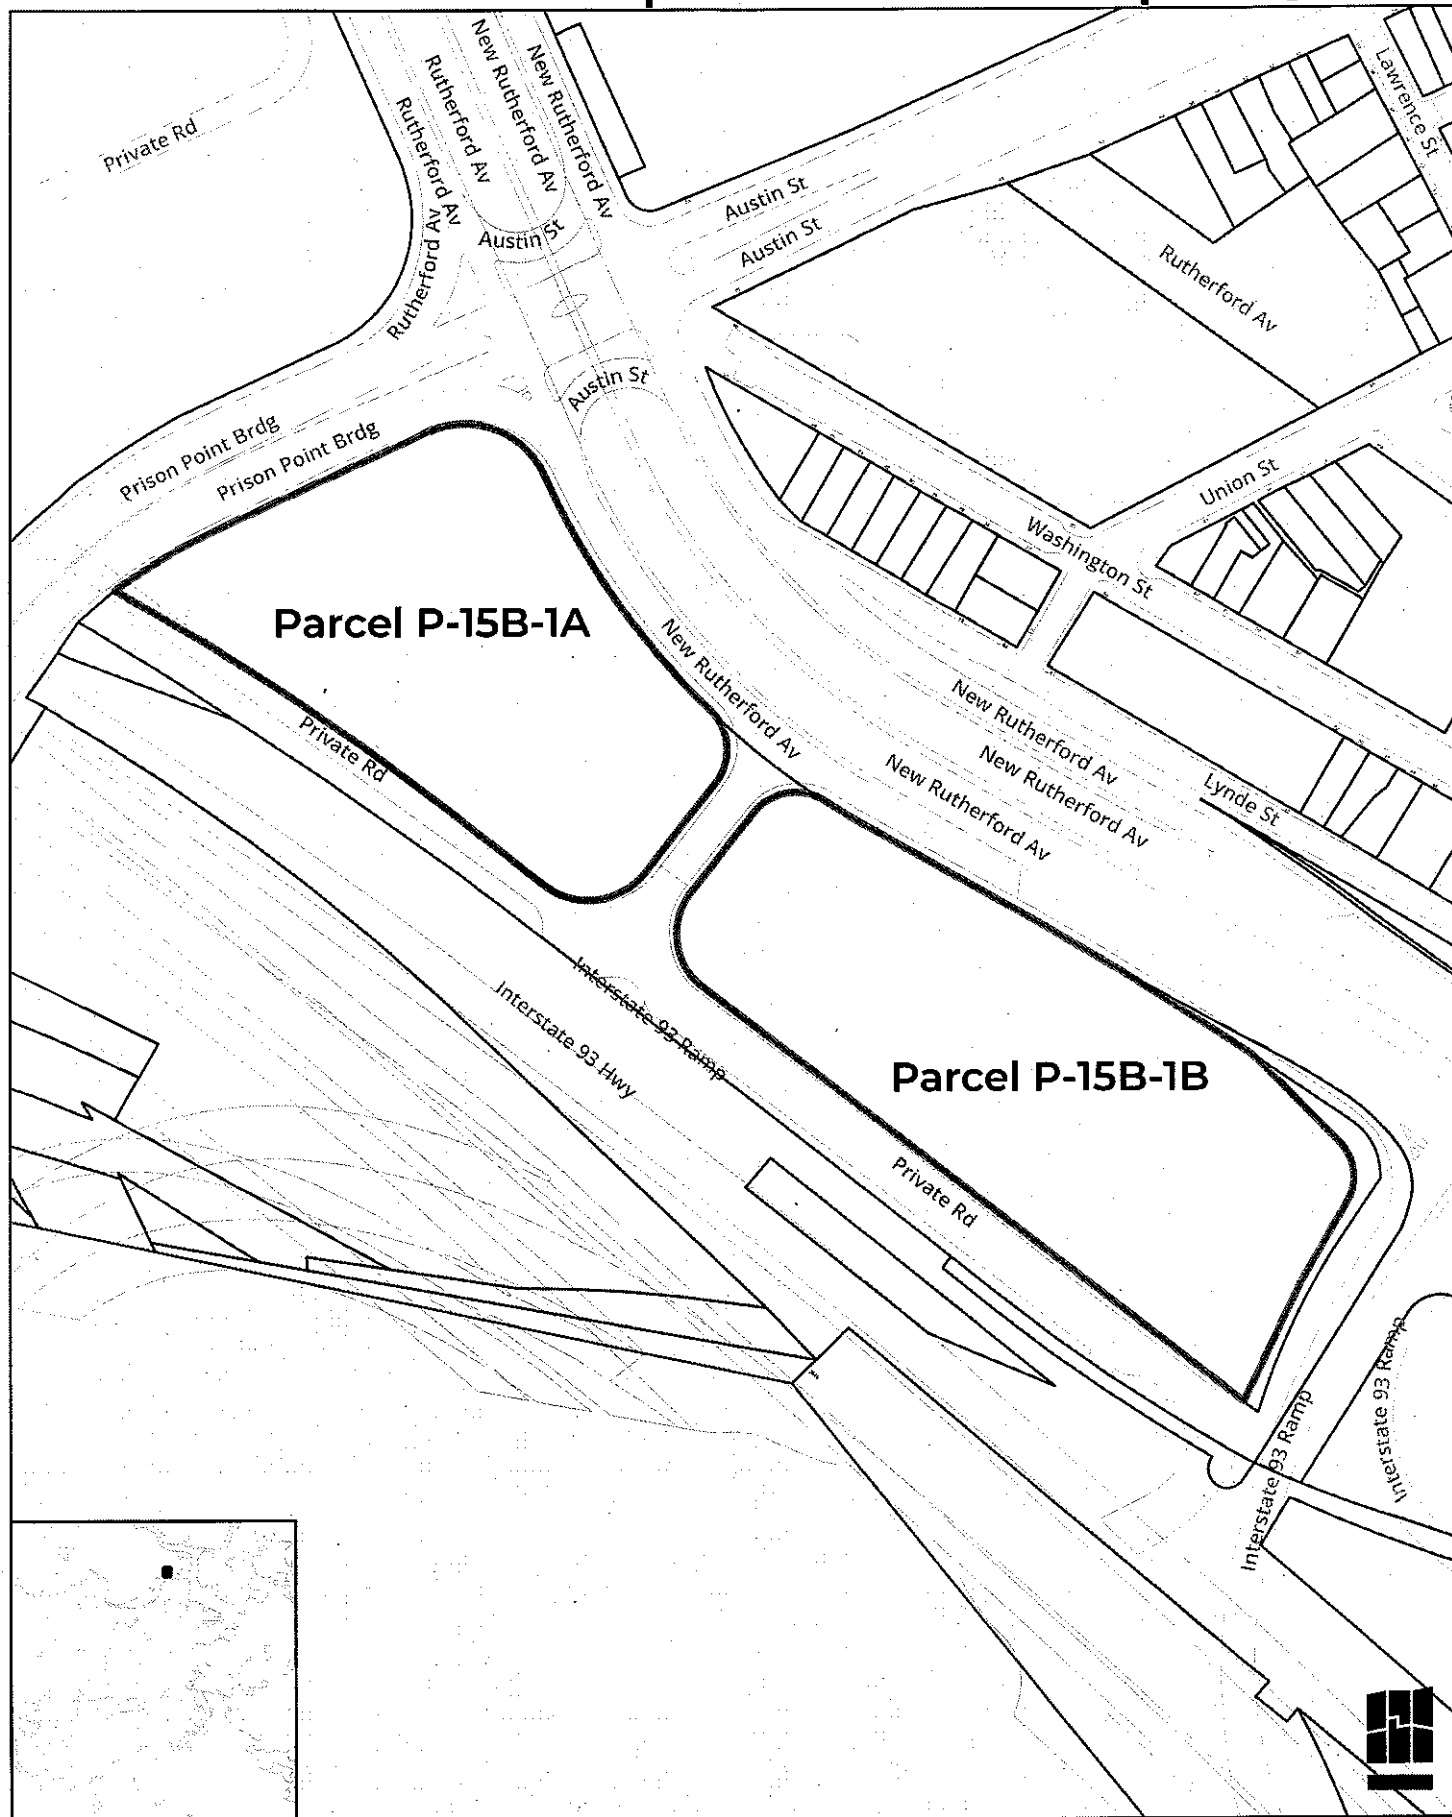 New Rutherford Av
New Rutherford Av
Rutherford Av
Rutherford Av
Rutherford Av
Private Rd
Lawrence St
Austin St
Austin St
Austin St
Rutherford Av
Austin St
Prison Point Brdg
Prison Point Brdg
Union St
Washington St
Parcel P-15B-1A
New Rutherford Av
New Rutherford Av
New Rutherford Av
New Rutherford Av
Lynde St
Private Rd
Interstate 93 Ramp
Interstate 93 Hwy
Parcel P-15B-1B
Private Rd
Interstate 93 Ramp
Interstate 93 Ramp